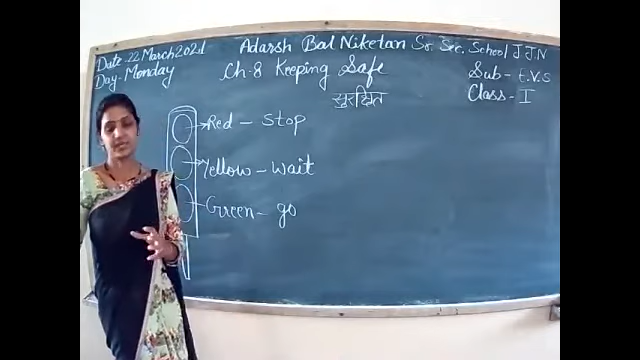 Date 22 March 2021 Adarsh Bal Niketan Sr. Sec. School JJN
Day- Monday Ch-8 Keeping Safe Sub- E.V.S
सुरक्षित Class- I
Red - Stop
Yellow - wait
Green - go